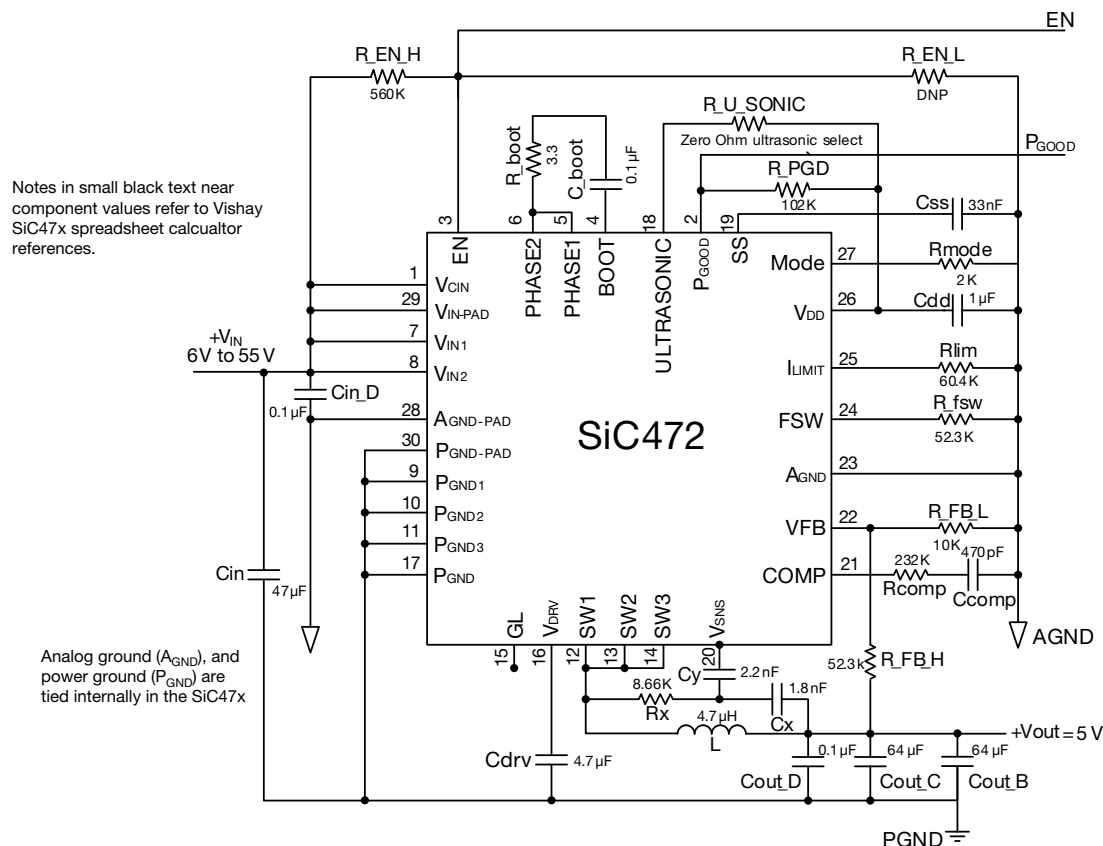 EN
R_EN_H
560K
R_EN_L
DNP
R_U_SONIC
Zero Ohm ultrasonic select
PGOOD
R_boot
3.3
C_boot
0.1µF
R_PGD
102K
Css
33nF
Notes in small black text near
component values refer to Vishay
SiC47x spreadsheet calcualtor
references.
3
6
5
4
18
2
19
EN
PHASE2
PHASE1
BOOT
ULTRASONIC
PGOOD
SS
Mode
27
Rmode
2K
1
VCIN
29
VIN-PAD
VDD
26
Cdd
1µF
+VIN
6V to 55V
7
VIN1
8
VIN2
ILIMIT
25
Rlim
60.4K
Cin_D
0.1µF
28
AGND-PAD
SiC472
FSW
24
R_fsw
52.3K
30
PGND-PAD
9
PGND1
AGND
23
10
PGND2
11
PGND3
VFB
22
R_FB_L
10K
17
PGND
COMP
21
232K
Rcomp
470pF
Ccomp
Cin
47µF
GL
VDRV
SW1
SW2
SW3
VSNS
15
16
12
13
14
20
AGND
Analog ground (AGND), and
power ground (PGND) are
tied internally in the SiC47x
Cy
2.2nF
52.3k
R_FB_H
8.66K
Rx
1.8nF
Cx
4.7µH
L
+Vout=5V
Cdrv
4.7µF
0.1µF
Cout_D
64µF
Cout_C
64µF
Cout_B
PGND